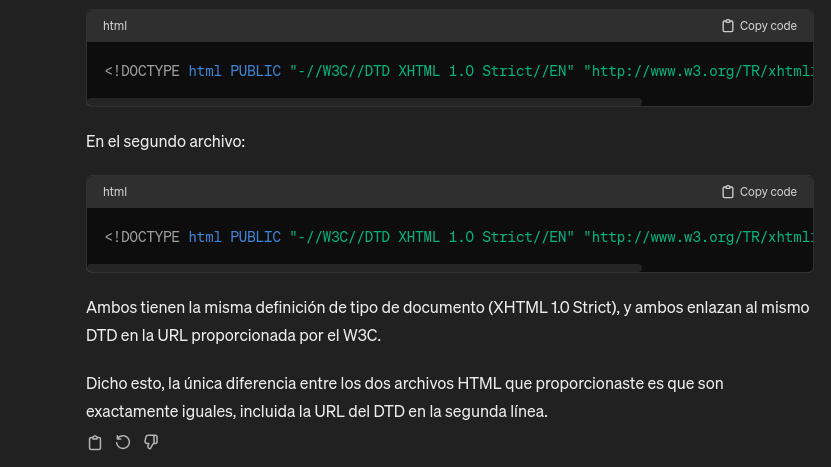 html
Copy code
<!DOCTYPE html PUBLIC "-//W3C//DTD XHTML 1.0 Strict//EN" "http://www.w3.org/TR/xhtml1
En el segundo archivo:
html
Copy code
<!DOCTYPE html PUBLIC "-//W3C//DTD XHTML 1.0 Strict//EN" "http://www.w3.org/TR/xhtml1
Ambos tienen la misma definición de tipo de documento (XHTML 1.0 Strict), y ambos enlazan al mismo
DTD en la URL proporcionada por el W3C.
Dicho esto, la única diferencia entre los dos archivos HTML que proporcionaste es que son
exactamente iguales, incluida la URL del DTD en la segunda línea.